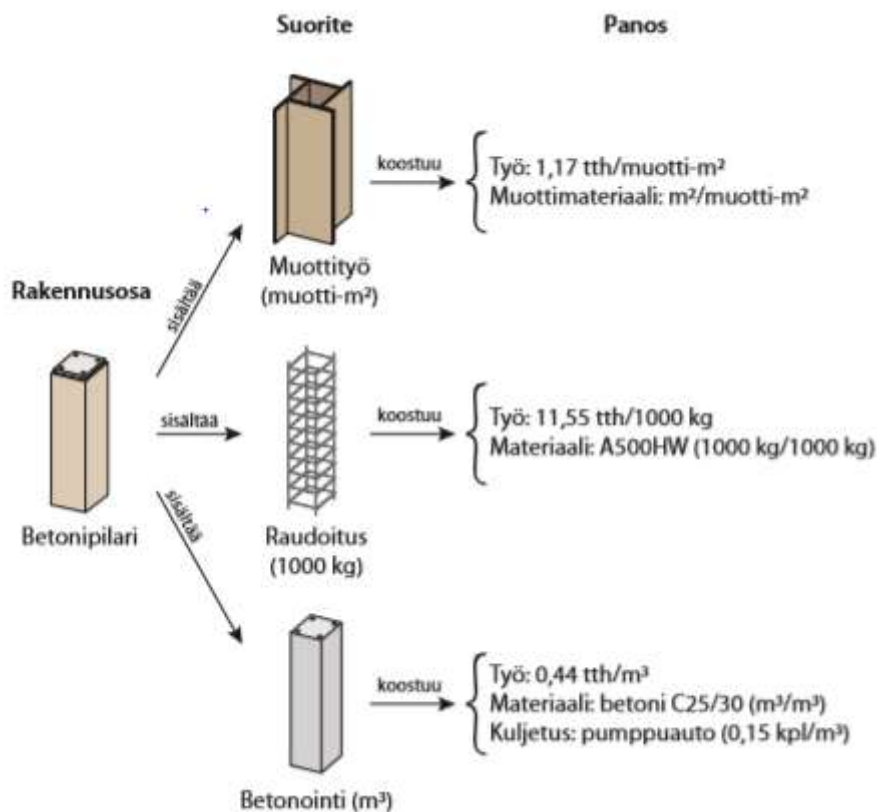 Suorite
Panos
koostuu
Työ: 1,17 tth/muotti-m²
Muottimateriaali: m²/muotti-m²
Muottityö
(muotti-m²)
Rakennusosa
sisältää
sisältää
koostuu
Työ: 11,55 tth/1000 kg
Materiaali: A500HW (1000 kg/1000 kg)
sisältää
Betonipilari
Raudoitus
(1000 kg)
koostuu
Työ: 0,44 tth/m³
Materiaali: betoni C25/30 (m³/m³)
Kuljetus: pumppuauto (0,15 kpl/m³)
Betonointi (m³)